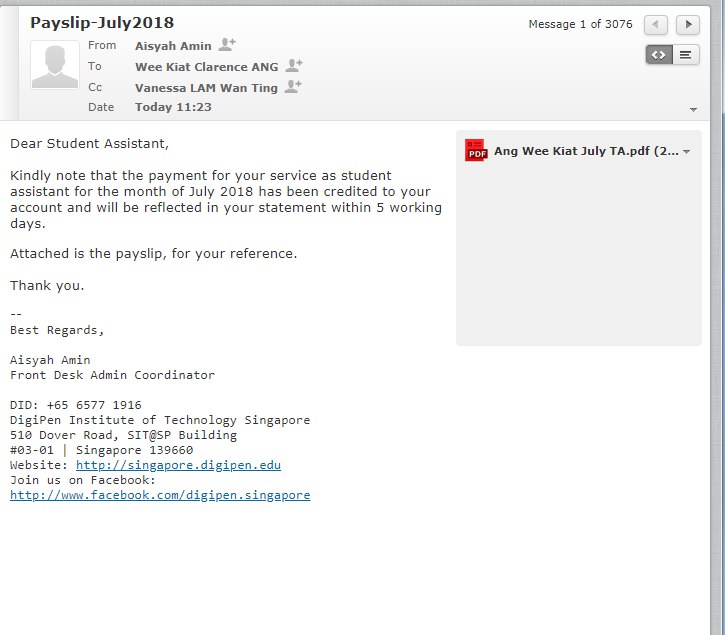 Payslip-July2018
Message 1 of 3076
From Aisyah Amin
To Wee Kiat Clarence ANG
Cc Vanessa LAM Wan Ting
Date Today 11:23
Dear Student Assistant,
Kindly note that the payment for your service as student
assistant for the month of July 2018 has been credited to your
account and will be reflected in your statement within 5 working
days.
Attached is the payslip, for your reference.
Thank you.
--
Best Regards,
Aisyah Amin
Front Desk Admin Coordinator
DID: +65 6577 1916
DigiPen Institute of Technology Singapore
510 Dover Road, SIT@SP Building
#03-01 | Singapore 139660
Website: http://singapore.digipen.edu
Join us on Facebook:
http://www.facebook.com/digipen.singapore
PDF Ang Wee Kiat July TA.pdf (2...